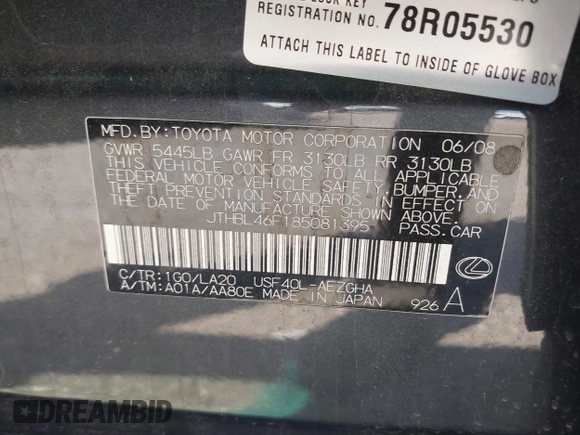 REGISTRATION NO. 78R05530
ATTACH THIS LABEL TO INSIDE OF GLOVE BOX
MFD. BY: TOYOTA MOTOR CORPORATION 06/08
GVWR 5445LB GAWR FR 3130LB RR 3130LB
THIS VEHICLE CONFORMS TO ALL APPLICABLE
FEDERAL MOTOR VEHICLE SAFETY, BUMPER, AND
THEFT PREVENTION STANDARDS IN EFFECT ON
THE DATE OF MANUFACTURE SHOWN ABOVE.
JTHBL46F185081395 PASS. CAR
C/TR: 1G0/LA20 USF40L-AEZGHA
A/TM: A01A/AA80E MADE IN JAPAN 926 A
DREAMBID